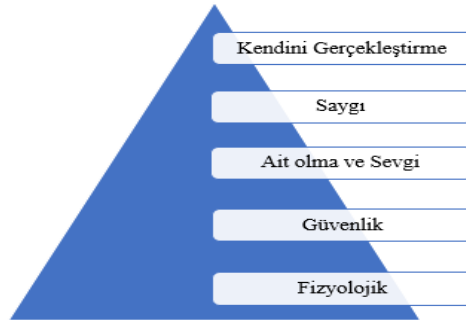 Kendini Gerçekleştirme
Saygı
Ait olma ve Sevgi
Güvenlik
Fizyolojik